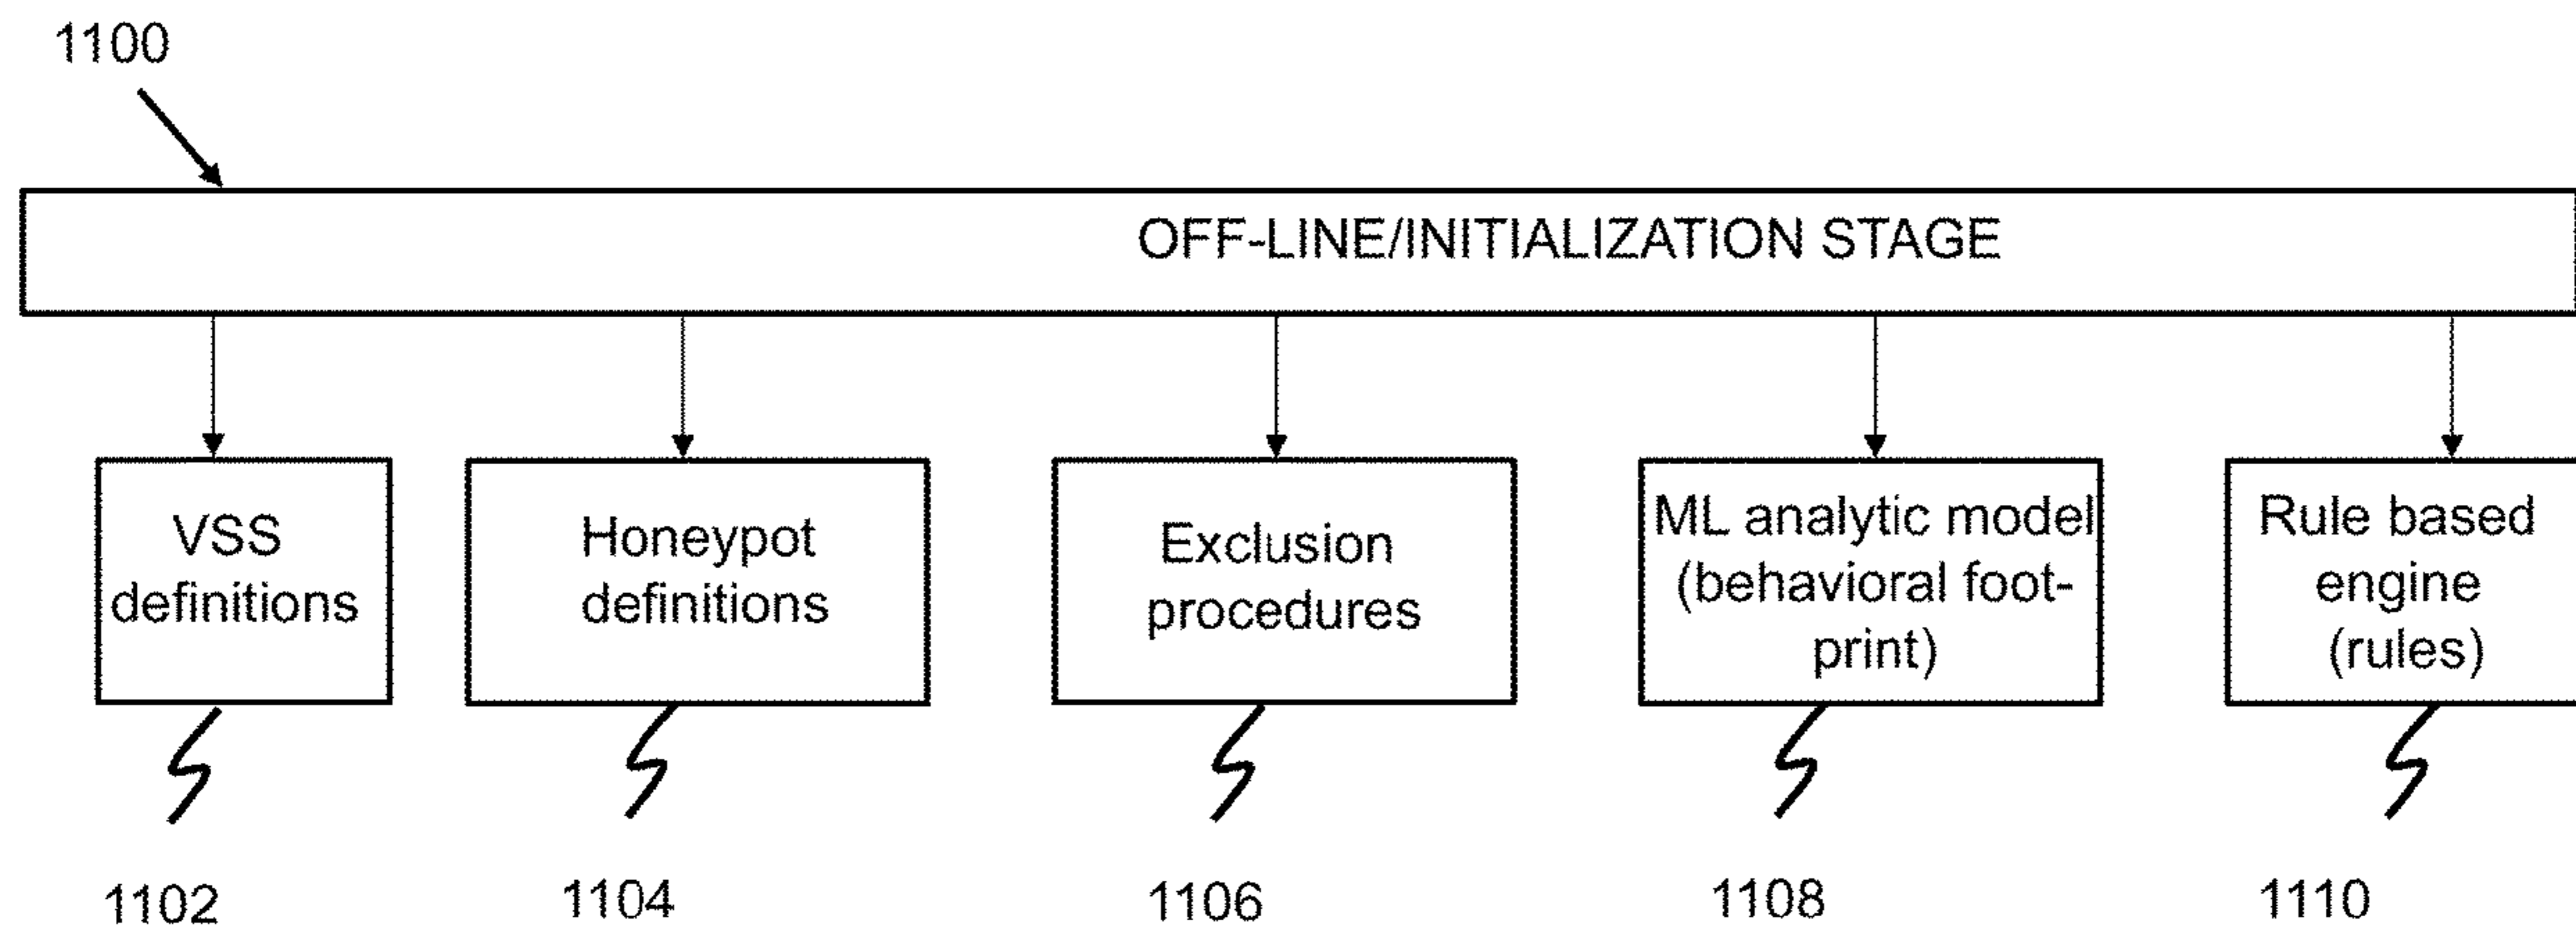 1100
OFF-LINE/INITIALIZATION STAGE
VSS
definitions
Honeypot
definitions
Exclusion
procedures
ML analytic model
(behavioral foot-
print)
Rule based
engine
(rules)
1102
1104
1106
1108
1110